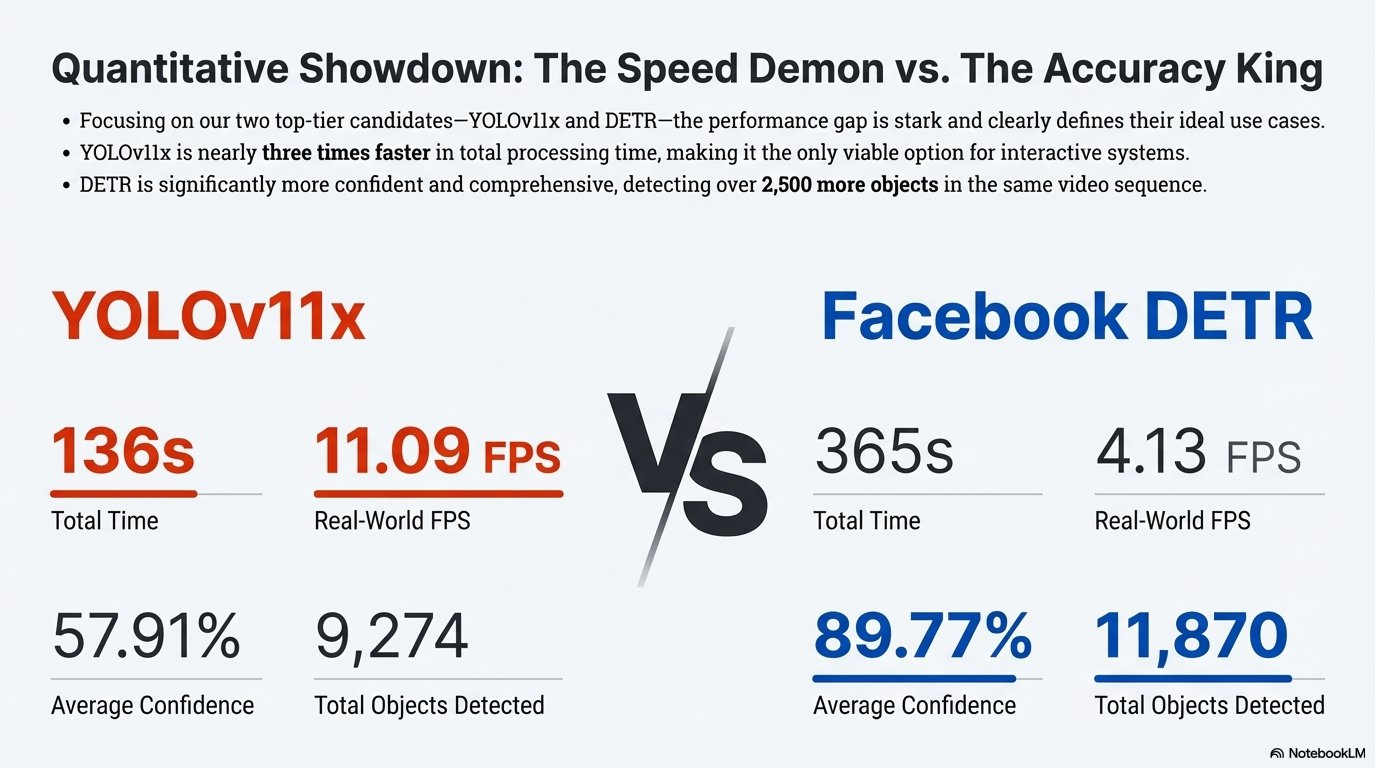 Quantitative Showdown: The Speed Demon vs. The Accuracy King
• Focusing on our two top-tier candidates—YOLOv11x and DETR—the performance gap is stark and clearly defines their ideal use cases.
• YOLOv11x is nearly three times faster in total processing time, making it the only viable option for interactive systems.
• DETR is significantly more confident and comprehensive, detecting over 2,500 more objects in the same video sequence.
YOLOv11x
136s
Total Time
11.09 FPS
Real-World FPS
57.91%
Average Confidence
9,274
Total Objects Detected
VS
Facebook DETR
365s
Total Time
4.13 FPS
Real-World FPS
89.77%
Average Confidence
11,870
Total Objects Detected
NotebookLM